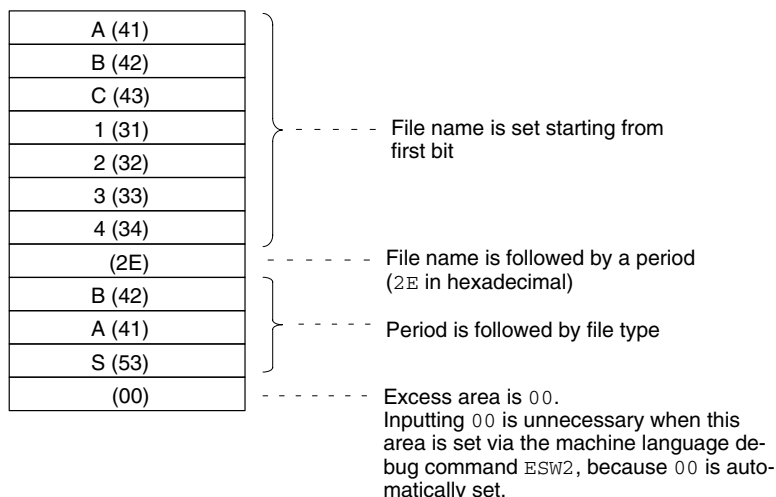 A (41)
B (42)
C (43)
1 (31)
2 (32)
3 (33)
4 (34)
(2E)
B (42)
A (41)
S (53)
(00)
File name is set starting from
first bit
File name is followed by a period
(2E in hexadecimal)
Period is followed by file type
Excess area is 00.
Inputting 00 is unnecessary when this
area is set via the machine language de-
bug command ESW2, because 00 is auto-
matically set.